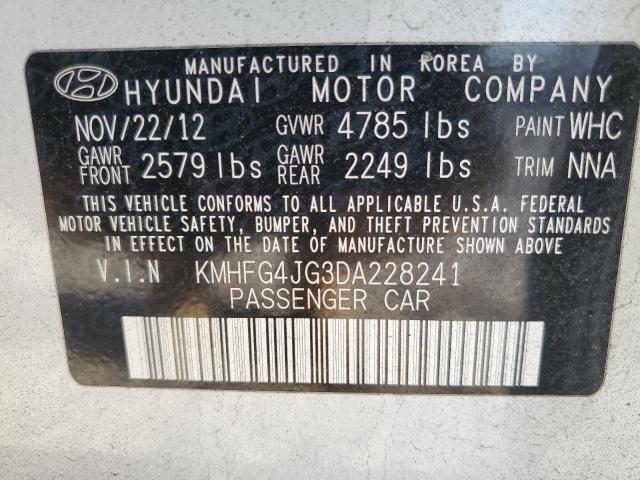 MANUFACTURED IN KOREA BY
HYUNDAI MOTOR COMPANY
NOV/22/12 GVWR 4785 lbs PAINT WHC
GAWR FRONT 2579 lbs GAWR REAR 2249 lbs TRIM NNA
THIS VEHICLE CONFORMS TO ALL APPLICABLE U.S.A. FEDERAL
MOTOR VEHICLE SAFETY, BUMPER, AND THEFT PREVENTION STANDARDS
IN EFFECT ON THE DATE OF MANUFACTURE SHOWN ABOVE
V.I.N KMHFG4JG3DA228241
PASSENGER CAR